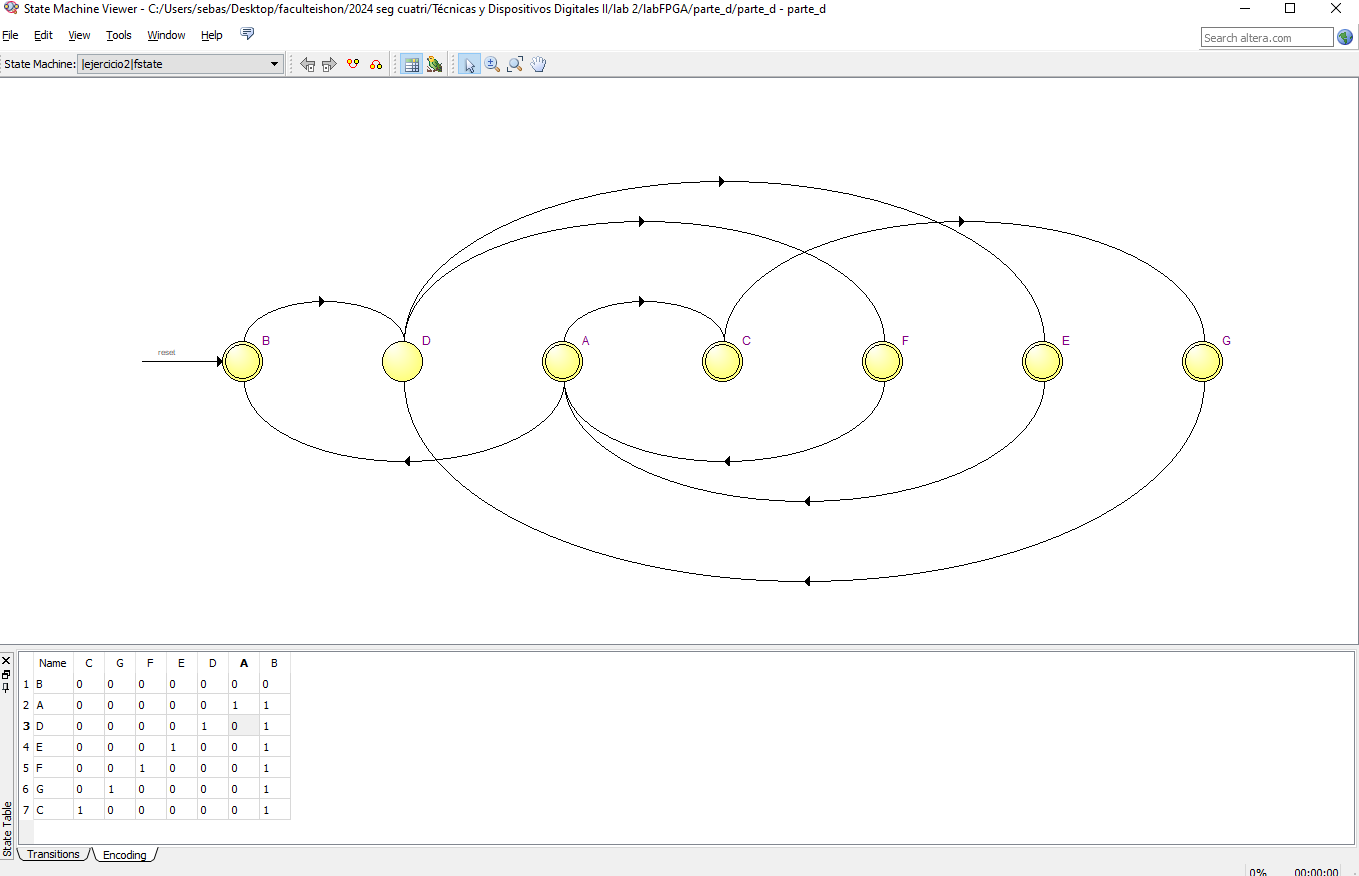 State Machine Viewer - C:/Users/sebas/Desktop/faculteishon/2024 seg cuatri/Técnicas y Dispositivos Digitales II/lab 2/labFPGA/parte_d/parte_d - parte_d
File Edit View Tools Window Help
Search altera.com
State Machine: |ejercicio2|fstate
B D A C F E G
reset
Name C G F E D A B
1 B 0 0 0 0 0 0 0
2 A 0 0 0 0 0 1 1
3 D 0 0 0 0 1 0 1
4 E 0 0 0 1 0 0 1
5 F 0 0 1 0 0 0 1
6 G 0 1 0 0 0 0 1
7 C 1 0 0 0 0 0 1
State Table
Transitions Encoding
0% 00:00:00